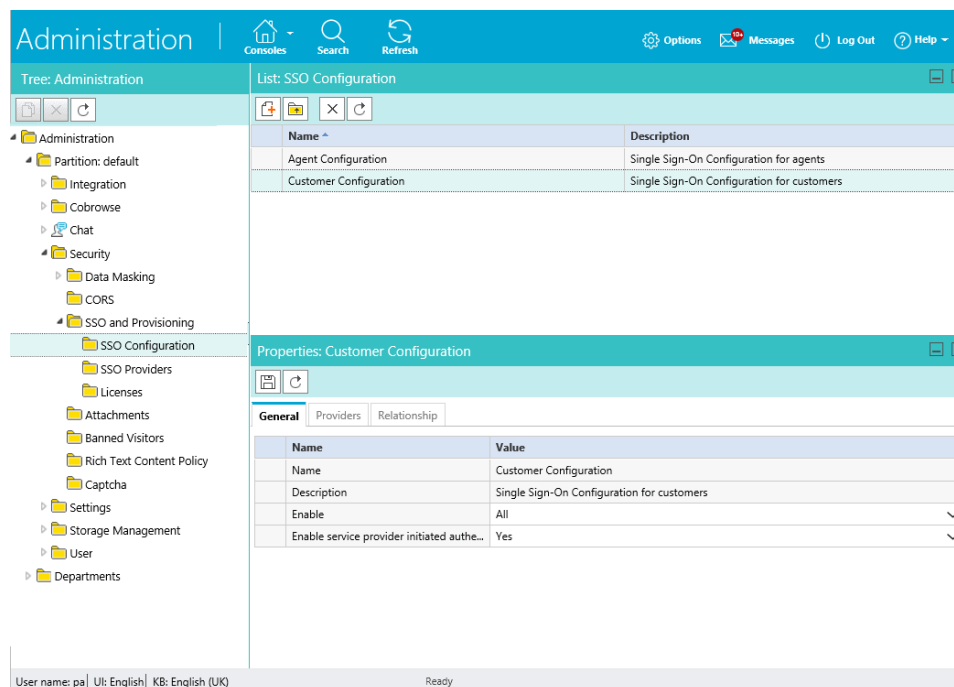 Administration
Consoles
Search
Refresh
Options
10+
Messages
Log Out
Help
Tree: Administration
Administration
Partition: default
Integration
Cobrowse
Chat
Security
Data Masking
CORS
SSO and Provisioning
SSO Configuration
SSO Providers
Licenses
Attachments
Banned Visitors
Rich Text Content Policy
Captcha
Settings
Storage Management
User
Departments
List: SSO Configuration
Name Description
Agent Configuration Single Sign-On Configuration for agents
Customer Configuration Single Sign-On Configuration for customers
Properties: Customer Configuration
General Providers Relationship
Name Value
Name Customer Configuration
Description Single Sign-On Configuration for customers
Enable All
Enable service provider initiated authe... Yes
User name: pa UI: English KB: English (UK) Ready